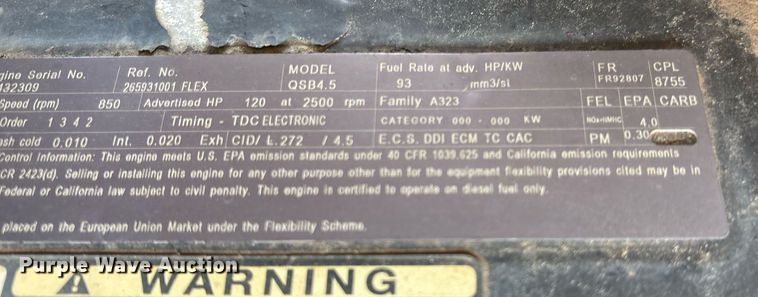 gine Serial No. Ref. No. MODEL Fuel Rate at adv. HP/KW FR CPL
132309 265931001 FLEX QSB4.5 93 mm3/st FR92807 8755
Speed (rpm) 850 Advertised HP 120 at 2500 rpm Family A323 FEL EPA CARB
Order 1 3 4 2 Timing - TDC ELECTRONIC CATEGORY 000 - 000 KW NOx+NMHC 4.0
ash cold 0.010 Int. 0.020 Exh CID/ L.272 / 4.5 E.C.S. DDI ECM TC CAC PM 0.30
Control information: This engine meets U.S. EPA emission standards under 40 CFR 1039.625 and California emission requirements
CR 2423(d). Selling or installing this engine for any other purpose other than for the equipment flexibility provisions cited may be in
Federal or California law subject to civil penalty. This engine is certified to operate on diesel fuel only.
placed on the European Union Market under the Flexibility Scheme.
Purple Wave Auction
WARNING